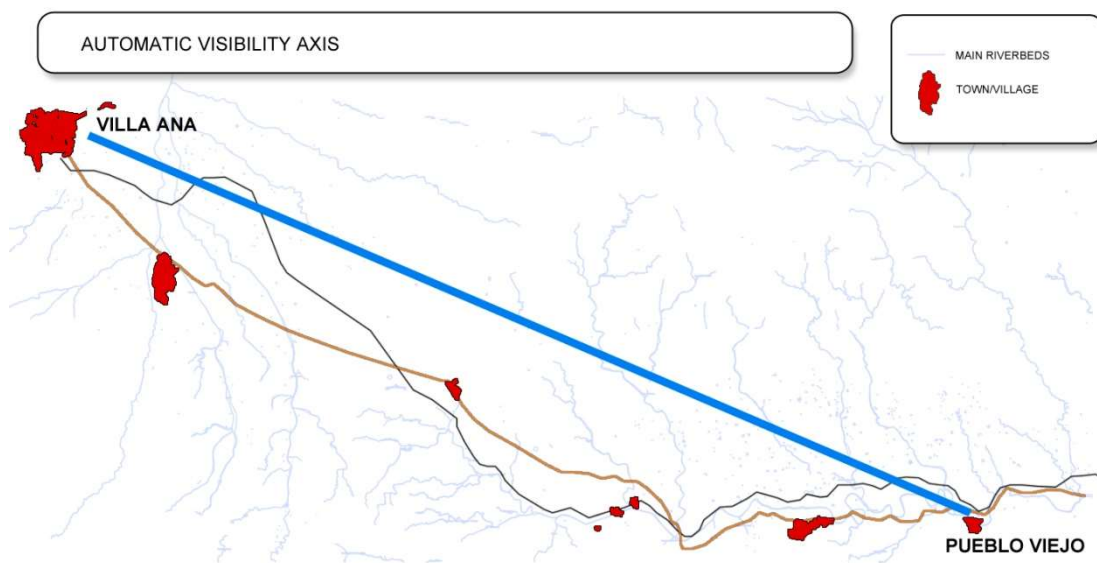 AUTOMATIC VISIBILITY AXIS
MAIN RIVERBEDS
TOWN/VILLAGE
VILLA ANA
PUEBLO VIEJO